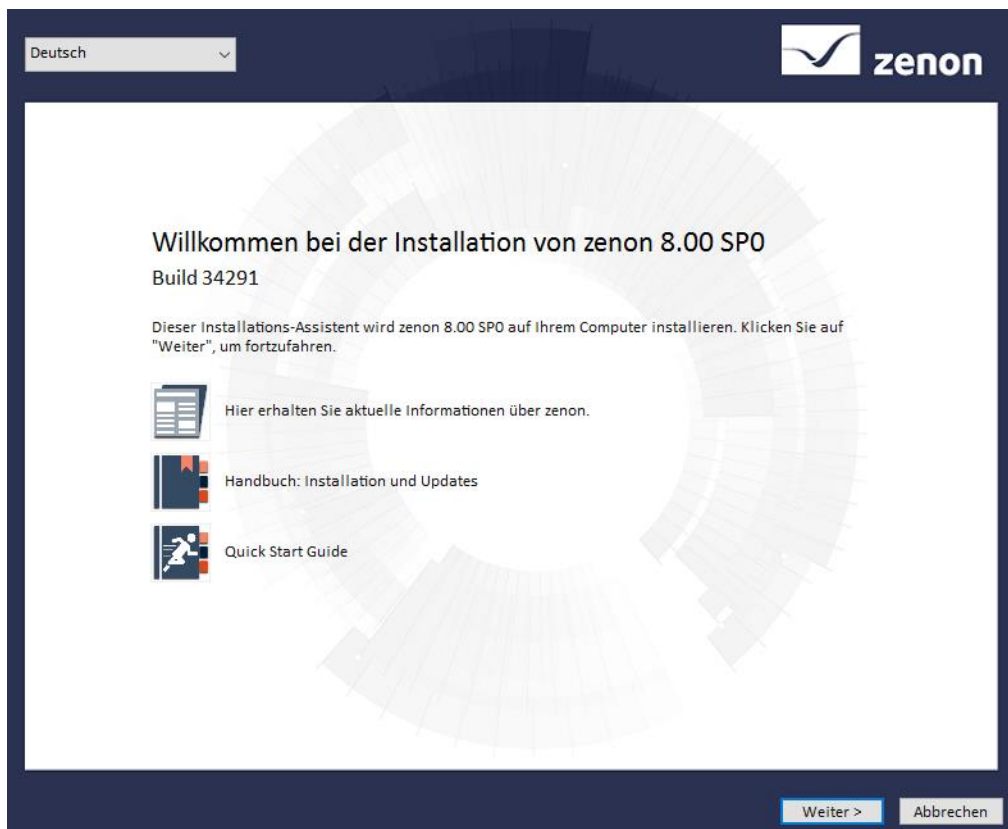 Deutsch
zenon
Willkommen bei der Installation von zenon 8.00 SP0
Build 34291
Dieser Installations-Assistent wird zenon 8.00 SP0 auf Ihrem Computer installieren. Klicken Sie auf
"Weiter", um fortzufahren.
Hier erhalten Sie aktuelle Informationen über zenon.
Handbuch: Installation und Updates
Quick Start Guide
Weiter >
Abbrechen